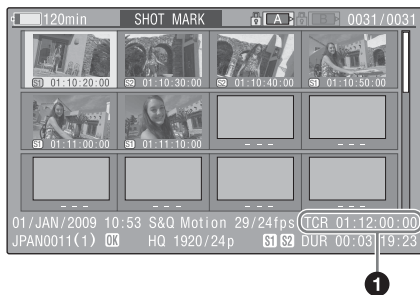 120min SHOT MARK A B 0031/0031
S1 01:10:20:00 S2 01:10:30:00 S2 01:10:40:00 S1 01:10:50:00
S1 01:11:00:00 S1 01:11:10:00 --- ---
--- --- --- ---
01/JAN/2009 10:53 S&Q Motion 29/24fps TCR 01:12:00:00
JPAN0011(1) OK HQ 1920/24p S1 S2 DUR 00:03:19:23
1